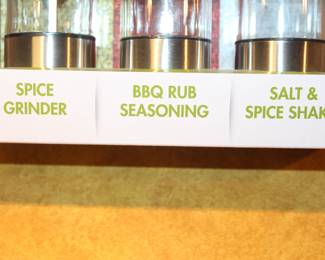 SPICE
GRINDER
BBQ RUB
SEASONING
SALT &
SPICE SHAK